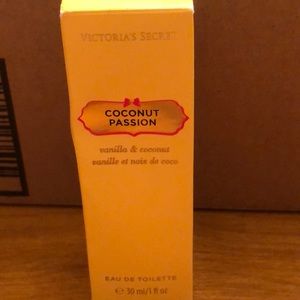 VICTORIA'S SECRET
COCONUT
PASSION
vanilla & coconut
vanille et noix de coco
EAU DE TOILETTE
℮ 30 ml/1 fl oz